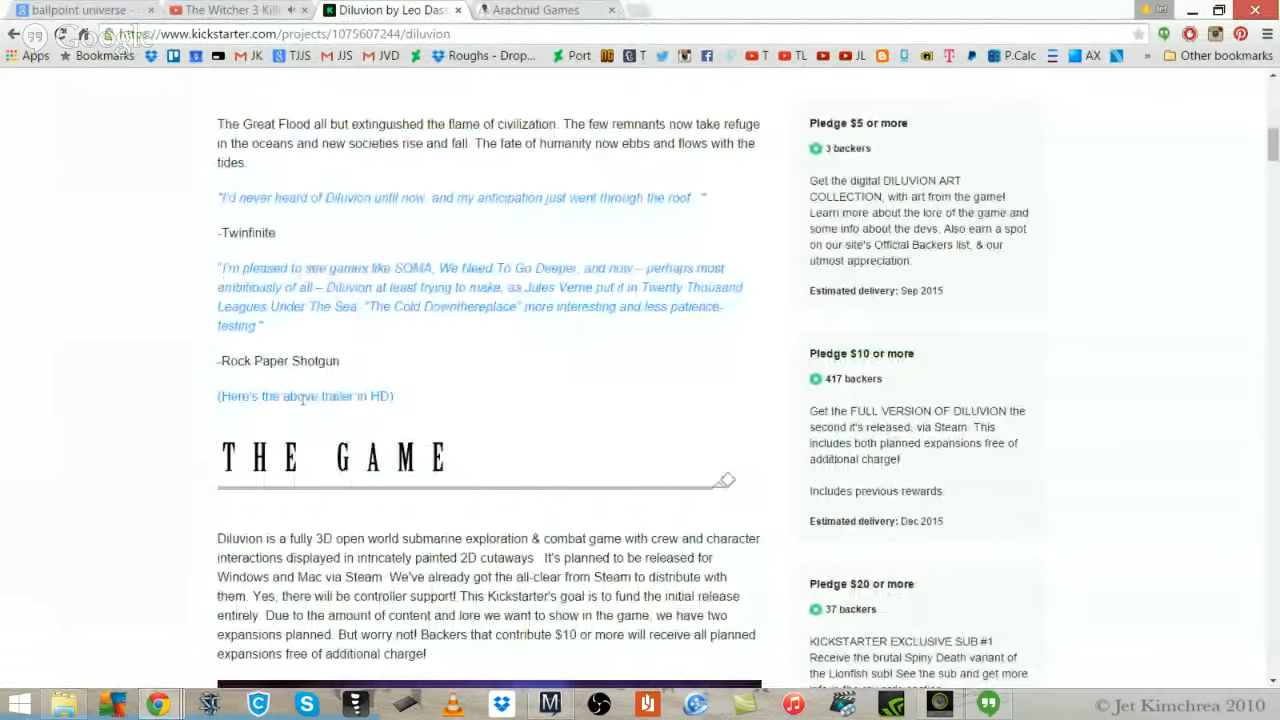 ballpoint universe -
The Witcher 3 Kill
Diluvion by Leo Das
Arachnid Games
https://www.kickstarter.com/projects/1075607244/diluvion
Google
Apps Bookmarks JK TJJS JJS JVD Roughs - Drop... Port T T TL JL P.Calc AX » Other bookmarks
The Great Flood all but extinguished the flame of civilization. The few remnants now take refuge
in the oceans and new societies rise and fall. The fate of humanity now ebbs and flows with the
tides.
"I'd never heard of Diluvion until now, and my anticipation just went through the roof. "
-Twinfinite
"I'm pleased to see games like SOMA, We Need To Go Deeper, and now – perhaps most
ambitiously of all – Diluvion at least trying to make, as Jules Verne put it in Twenty Thousand
Leagues Under The Sea, "The Cold Downthereplace" more interesting and less patience-
testing."
-Rock Paper Shotgun
(Here's the above trailer in HD)
THE GAME
Diluvion is a fully 3D open world submarine exploration & combat game with crew and character
interactions displayed in intricately painted 2D cutaways. It's planned to be released for
Windows and Mac via Steam. We've already got the all-clear from Steam to distribute with
them. Yes, there will be controller support! This Kickstarter's goal is to fund the initial release
entirely. Due to the amount of content and lore we want to show in the game, we have two
expansions planned. But worry not! Backers that contribute $10 or more will receive all planned
expansions free of additional charge!
Pledge $5 or more
3 backers
Get the digital DILUVION ART
COLLECTION, with art from the game!
Learn more about the lore of the game and
some info about the devs. Also earn a spot
on our site's Official Backers list, & our
utmost appreciation.
Estimated delivery: Sep 2015
Pledge $10 or more
417 backers
Get the FULL VERSION OF DILUVION the
second it's released, via Steam. This
includes both planned expansions free of
additional charge!
Includes previous rewards.
Estimated delivery: Dec 2015
Pledge $20 or more
37 backers
KICKSTARTER EXCLUSIVE SUB #1
Receive the brutal Spiny Death variant of
the Lionfish sub! See the sub and get more
© Jet Kimchrea 2010